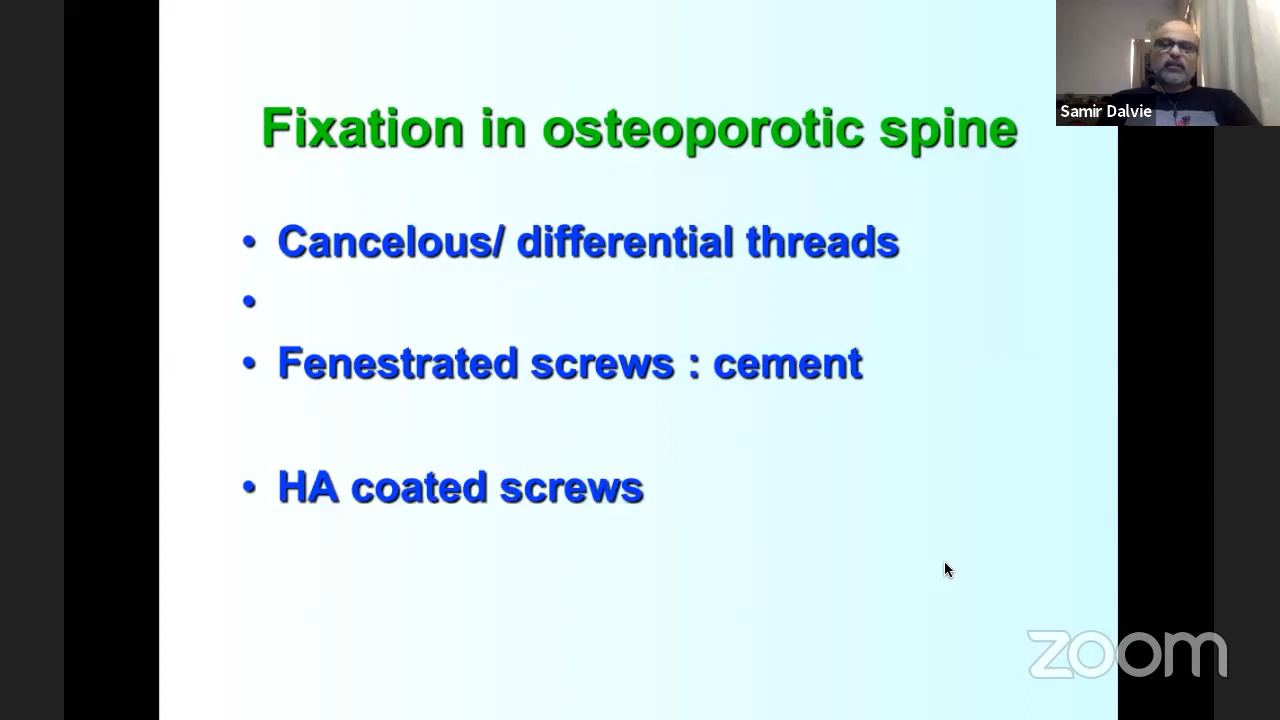 Samir Dalvie
Fixation in osteoporotic spine
• Cancelous/ differential threads
•
• Fenestrated screws : cement
• HA coated screws
zoom